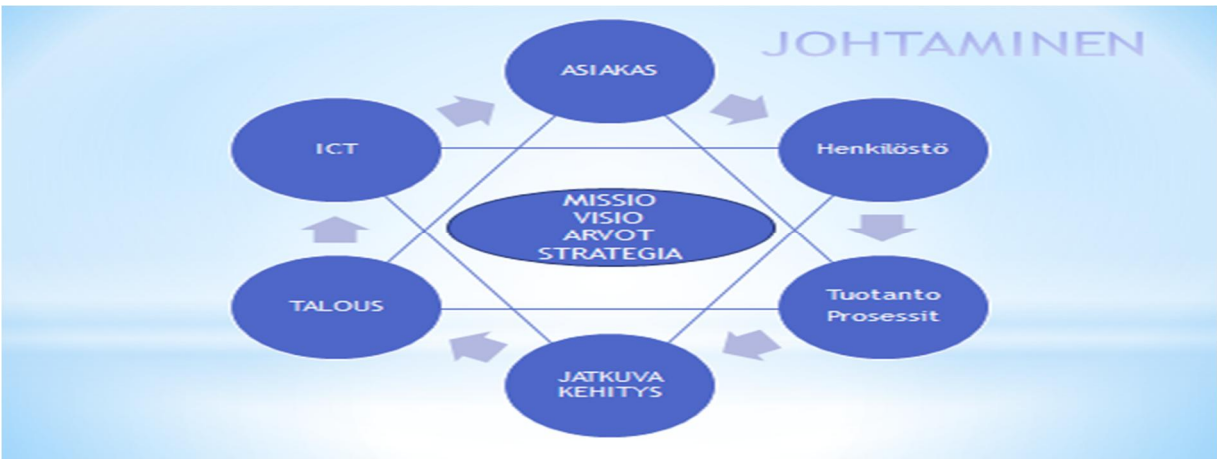 JOHTAMINEN
ASIAKAS
Henkilöstö
Tuotanto
Prosessit
JATKUVA
KEHITYS
TALOUS
ICT
MISSIO
VISIO
ARVOT
STRATEGIA